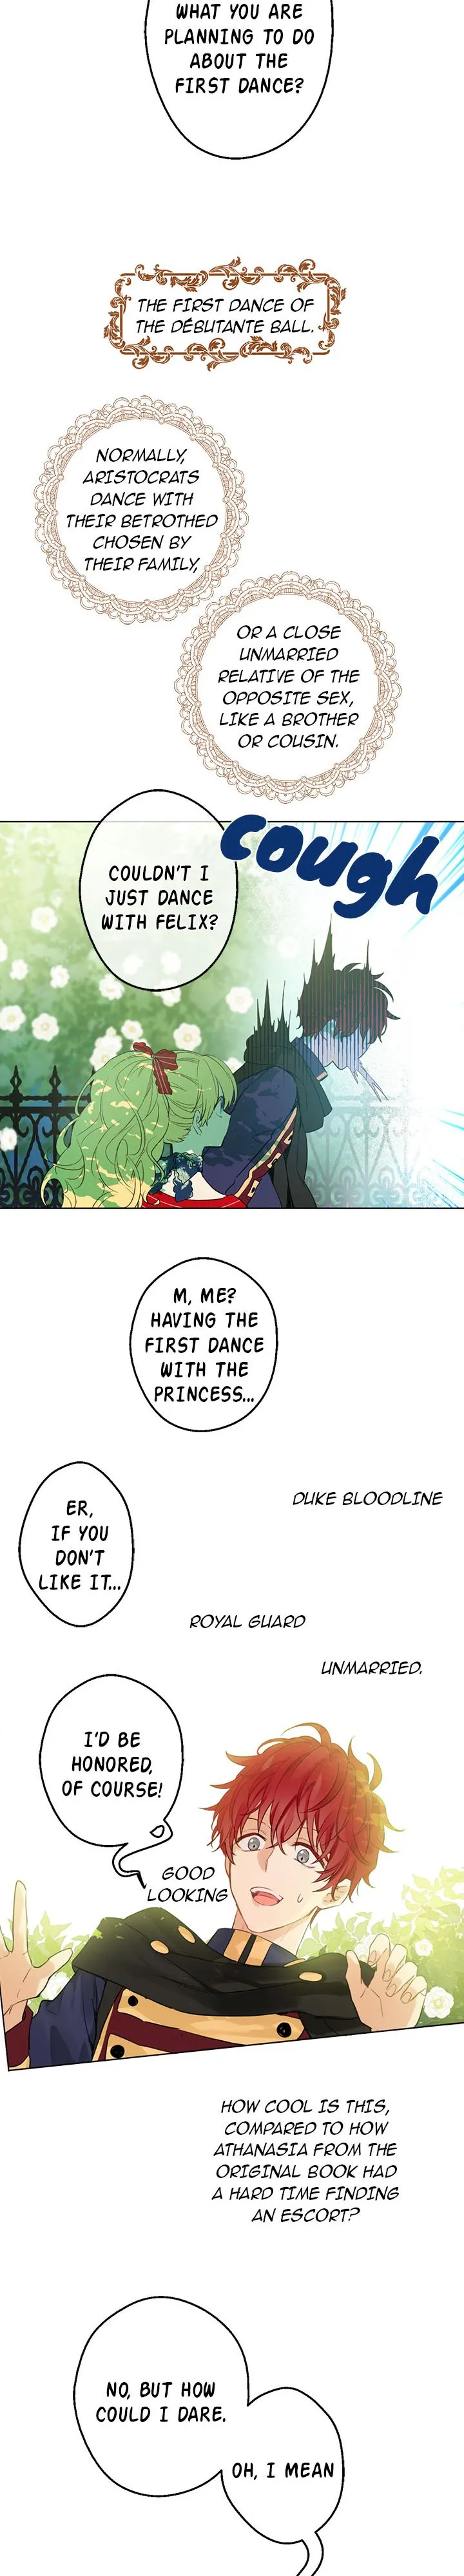 WHAT YOU ARE
PLANNING TO DO
ABOUT THE
FIRST DANCE?
THE FIRST DANCE OF
THE DÉBUTANTE BALL.
NORMALLY,
ARISTOCRATS
DANCE WITH
THEIR BETROTHED
CHOSEN BY
THEIR FAMILY,
OR A CLOSE
UNMARRIED
RELATIVE OF THE
OPPOSITE SEX,
LIKE A BROTHER
OR COUSIN.
cough
COULDN'T I
JUST DANCE
WITH FELIX?
M, ME?
HAVING THE
FIRST DANCE
WITH THE
PRINCESS...
DUKE BLOODLINE
ER,
IF YOU
DON'T
LIKE IT...
ROYAL GUARD
UNMARRIED.
I'D BE
HONORED,
OF COURSE!
GOOD
LOOKING
HOW COOL IS THIS,
COMPARED TO HOW
ATHANASIA FROM THE
ORIGINAL BOOK HAD
A HARD TIME FINDING
AN ESCORT?
NO, BUT HOW
COULD I DARE.
OH, I MEAN